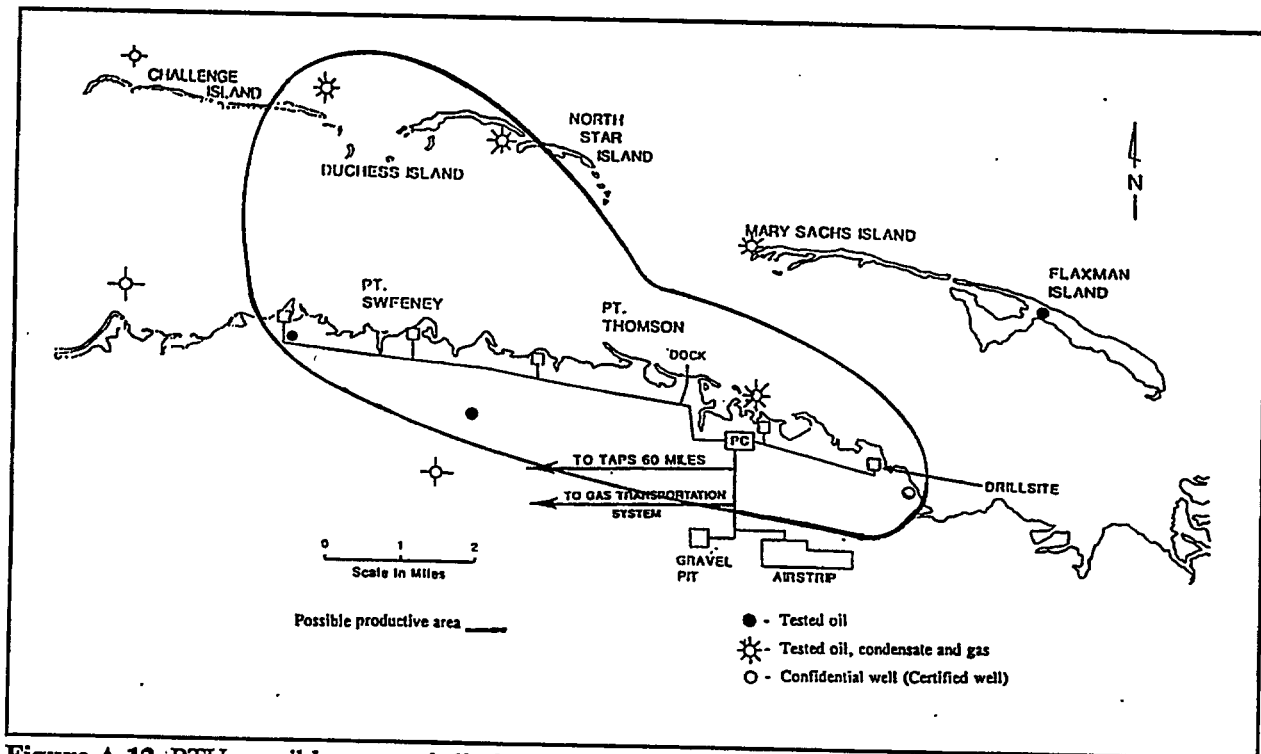 CHALLENGE
ISLAND
NORTH
STAR
ISLAND
DUCHESS ISLAND
N
MARY SACHS ISLAND
FLAXMAN
ISLAND
PT.
SWEENEY
PT.
THOMSON
DOCK
PC
TO TAPS 60 MILES
DRILLSITE
TO GAS TRANSPORTATION
SYSTEM
0 1 2
Scale in Miles
GRAVEL
PIT
AIRSTRIP
Possible productive area
- Tested oil
- Tested oil, condensate and gas
- Confidential well (Certified well)